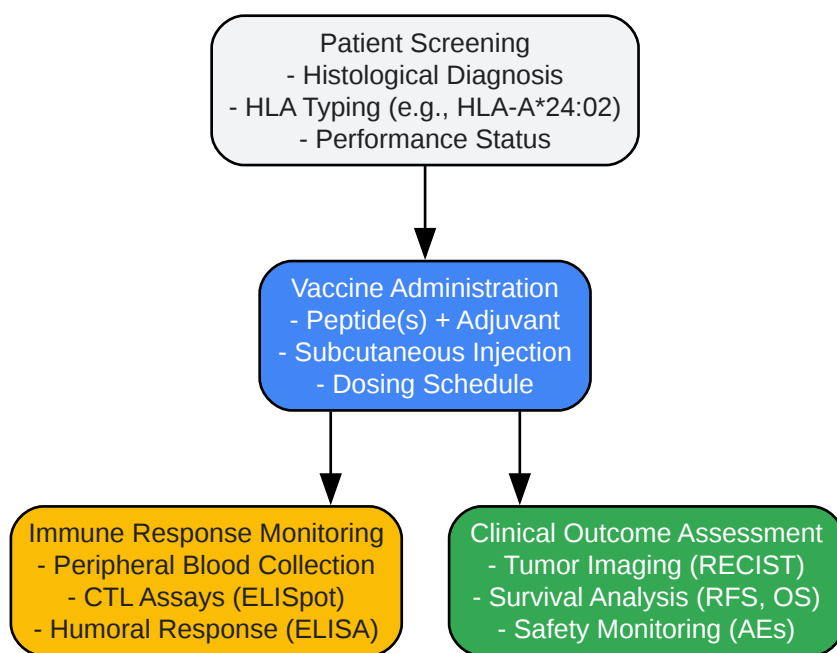 Patient Screening
- Histological Diagnosis
- HLA Typing (e.g., HLA-A*24:02)
- Performance Status
Vaccine Administration
- Peptide(s) + Adjuvant
- Subcutaneous Injection
- Dosing Schedule
Immune Response Monitoring
- Peripheral Blood Collection
- CTL Assays (ELISpot)
- Humoral Response (ELISA)
Clinical Outcome Assessment
- Tumor Imaging (RECIST)
- Survival Analysis (RFS, OS)
- Safety Monitoring (AEs)